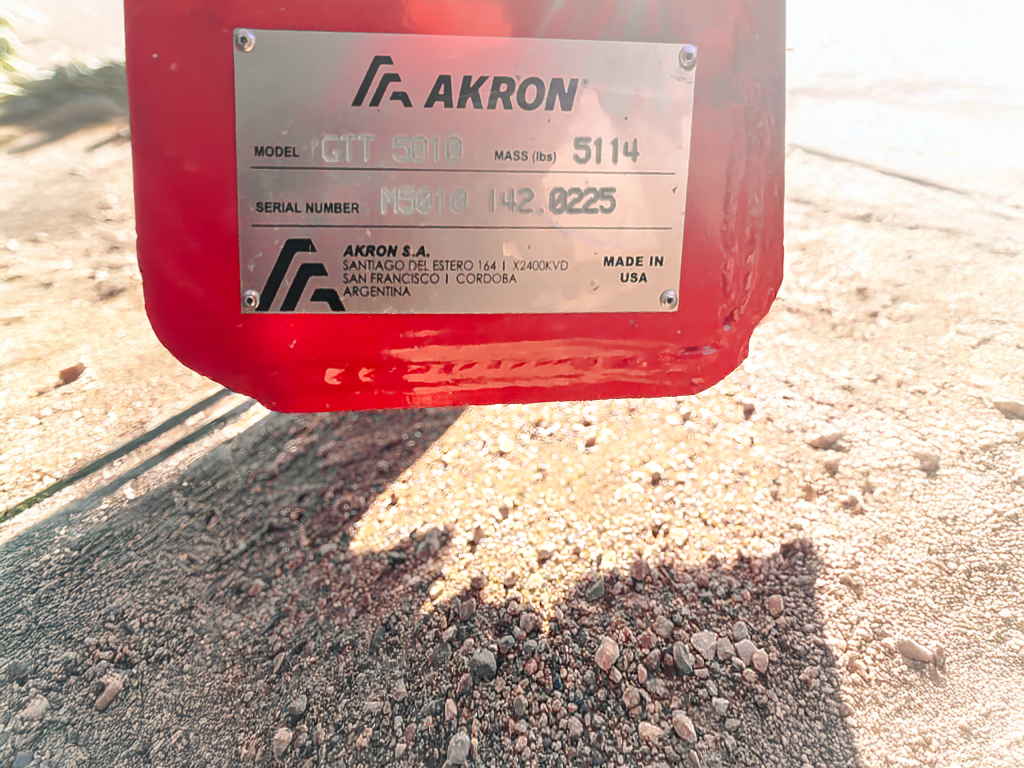 AKRON
MODEL GTT 5010 MASS (lbs) 5114
SERIAL NUMBER M5010.142.0225
AKRON S.A.
SANTIAGO DEL ESTERO 164 | X2400KVD
SAN FRANCISCO | CORDOBA
ARGENTINA
MADE IN
USA